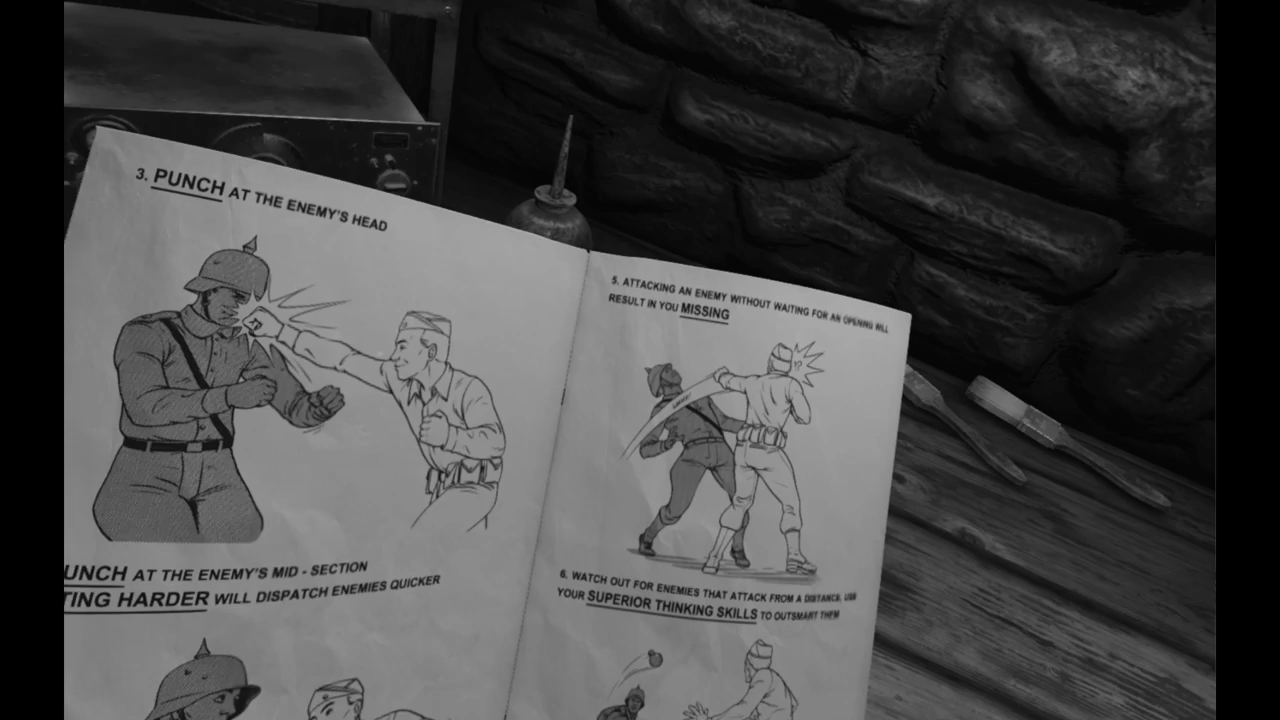 3. PUNCH AT THE ENEMY'S HEAD
UNCH AT THE ENEMY'S MID - SECTION
TING HARDER WILL DISPATCH ENEMIES QUICKER
5. ATTACKING AN ENEMY WITHOUT WAITING FOR AN OPENING WILL
RESULT IN YOU MISSING
!?
6. WATCH OUT FOR ENEMIES THAT ATTACK FROM A DISTANCE, USE
YOUR SUPERIOR THINKING SKILLS TO OUTSMART THEM